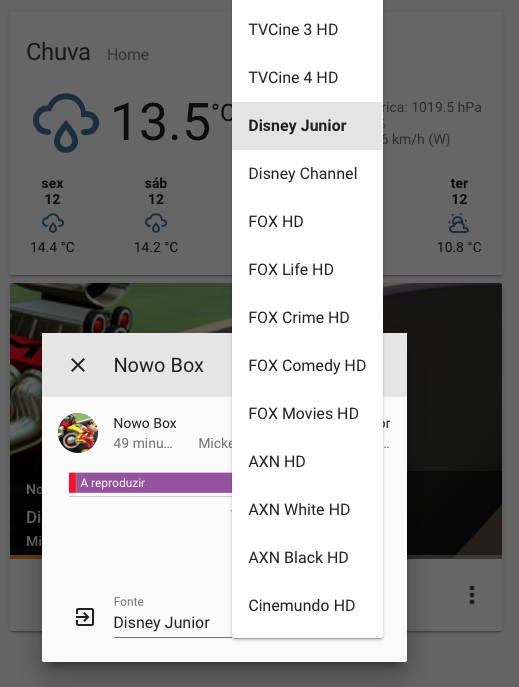 Chuva Home
13.5°C
rica: 1019.5 hPa
km/h (W)
sex sáb ter
12 12 12
14.4 °C 14.2 °C 10.8 °C
TVCine 3 HD
TVCine 4 HD
Disney Junior
Disney Channel
FOX HD
FOX Life HD
FOX Crime HD
FOX Comedy HD
FOX Movies HD
AXN HD
AXN White HD
AXN Black HD
Cinemundo HD
Nowo Box
Nowo Box or
49 minu... Micke ..
A reproduzir
Fonte
Disney Junior
No
Di
Mi